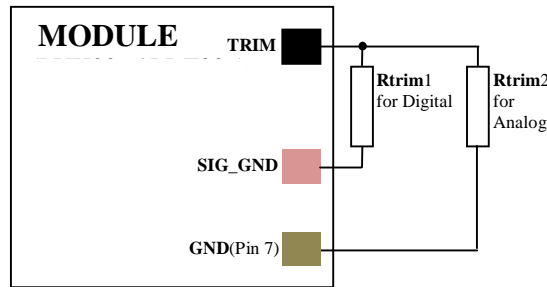 MODULE
TRIM
Rtrim1
for Digital
Rtrim2
for
Analog
SIG_GND
GND(Pin 7)